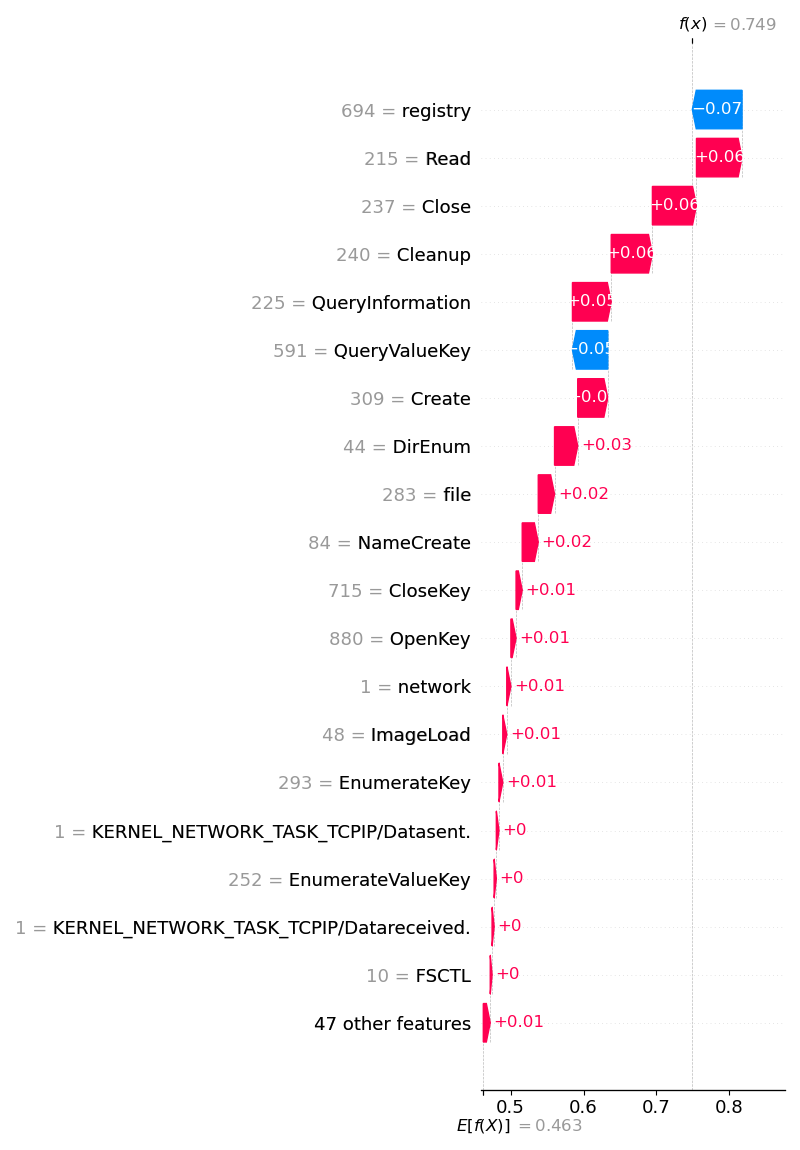 f(x) = 0.749
694 = registry −0.07
215 = Read +0.06
237 = Close +0.06
240 = Cleanup +0.06
225 = QueryInformation +0.05
591 = QueryValueKey −0.05
309 = Create
44 = DirEnum +0.03
283 = file +0.02
84 = NameCreate +0.02
715 = CloseKey +0.01
880 = OpenKey +0.01
1 = network +0.01
48 = ImageLoad +0.01
293 = EnumerateKey +0.01
1 = KERNEL_NETWORK_TASK_TCPIP/Datasent. +0
252 = EnumerateValueKey +0
1 = KERNEL_NETWORK_TASK_TCPIP/Datareceived. +0
10 = FSCTL +0
47 other features +0.01
0.5 0.6 0.7 0.8
E[f(X)] = 0.463